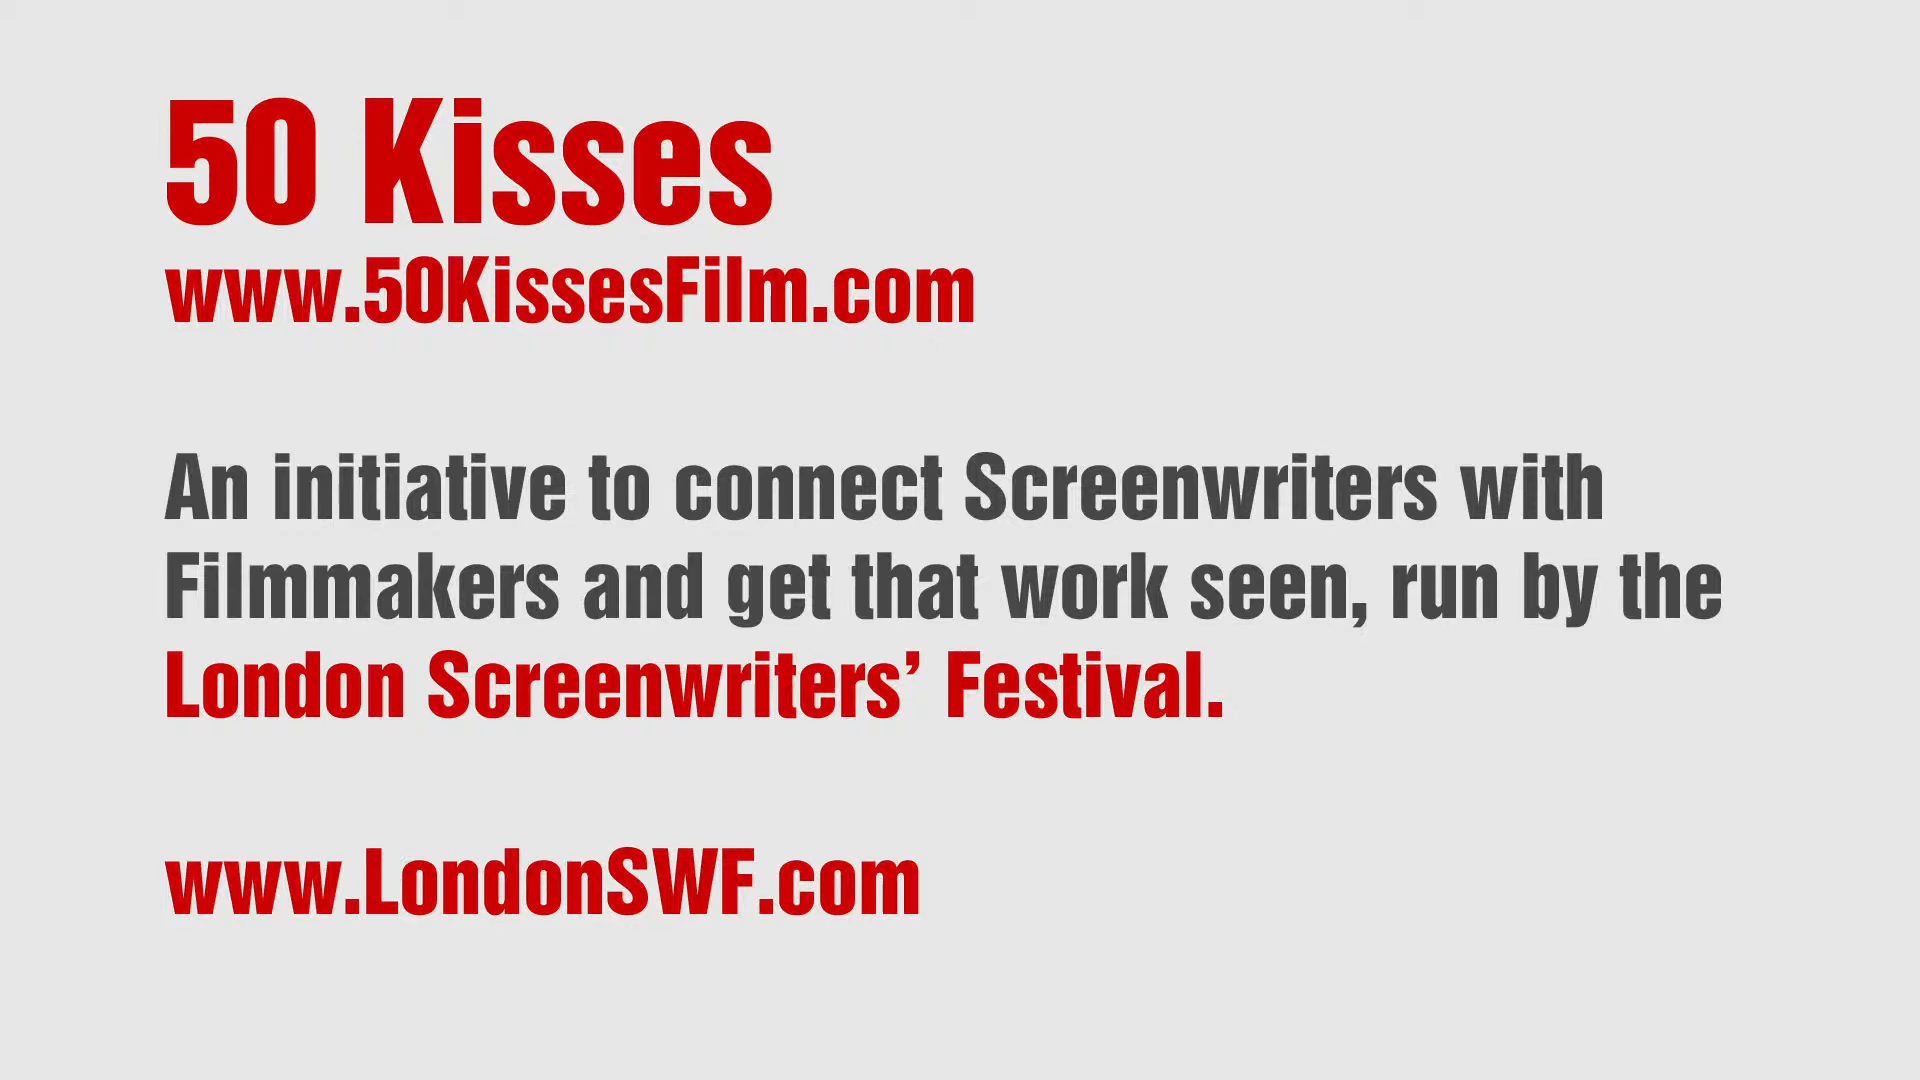 50 Kisses
www.50KissesFilm.com
An initiative to connect Screenwriters with
Filmmakers and get that work seen, run by the
London Screenwriters’ Festival.
www.LondonSWF.com